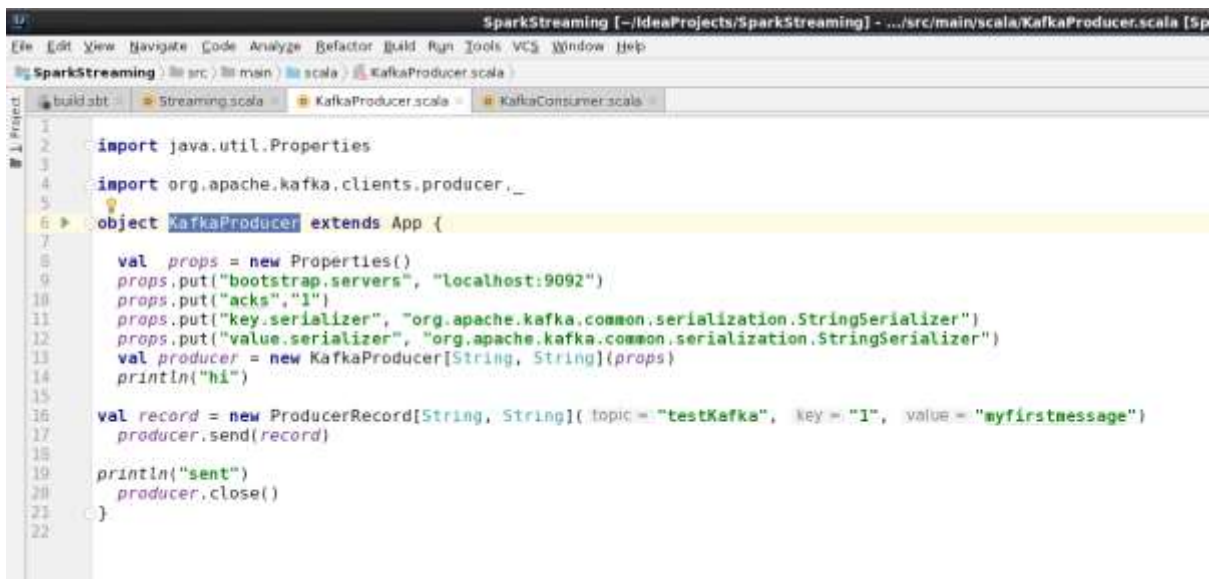 SparkStreaming [~/IdeaProjects/SparkStreaming] - .../src/main/scala/KafkaProducer.scala [Sp
File Edit View Navigate Code Analyze Refactor Build Run Tools VCS Window Help
SparkStreaming src main scala KafkaProducer.scala
build.sbt Streaming.scala KafkaProducer.scala KafkaConsumer.scala
1: Project
1
2 import java.util.Properties
3
4 import org.apache.kafka.clients.producer._
5
6 object KafkaProducer extends App {
7
8 val props = new Properties()
9 props.put("bootstrap.servers", "localhost:9092")
10 props.put("acks","1")
11 props.put("key.serializer", "org.apache.kafka.common.serialization.StringSerializer")
12 props.put("value.serializer", "org.apache.kafka.common.serialization.StringSerializer")
13 val producer = new KafkaProducer[String, String](props)
14 println("hi")
15
16 val record = new ProducerRecord[String, String]( topic = "testKafka", key = "1", value = "myfirstmessage")
17 producer.send(record)
18
19 println("sent")
20 producer.close()
21 }
22